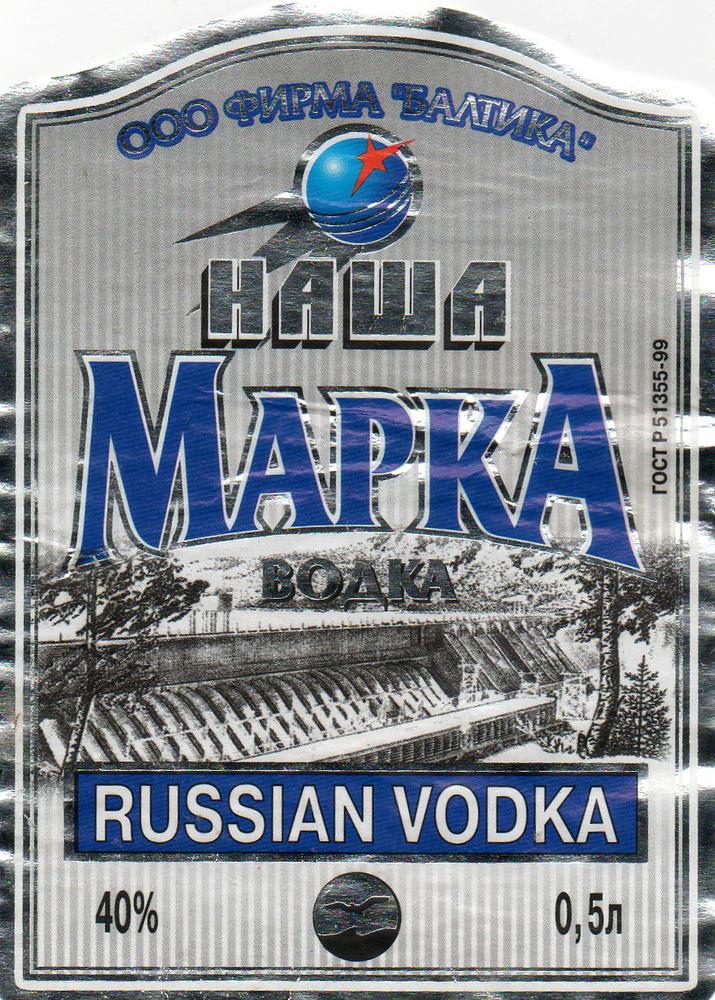 ООО ФИРМА "БАЛТИКА"
НАША
МАРКА
ВОДКА
ГОСТ Р 51355-99
RUSSIAN VODKA
40%
0,5л